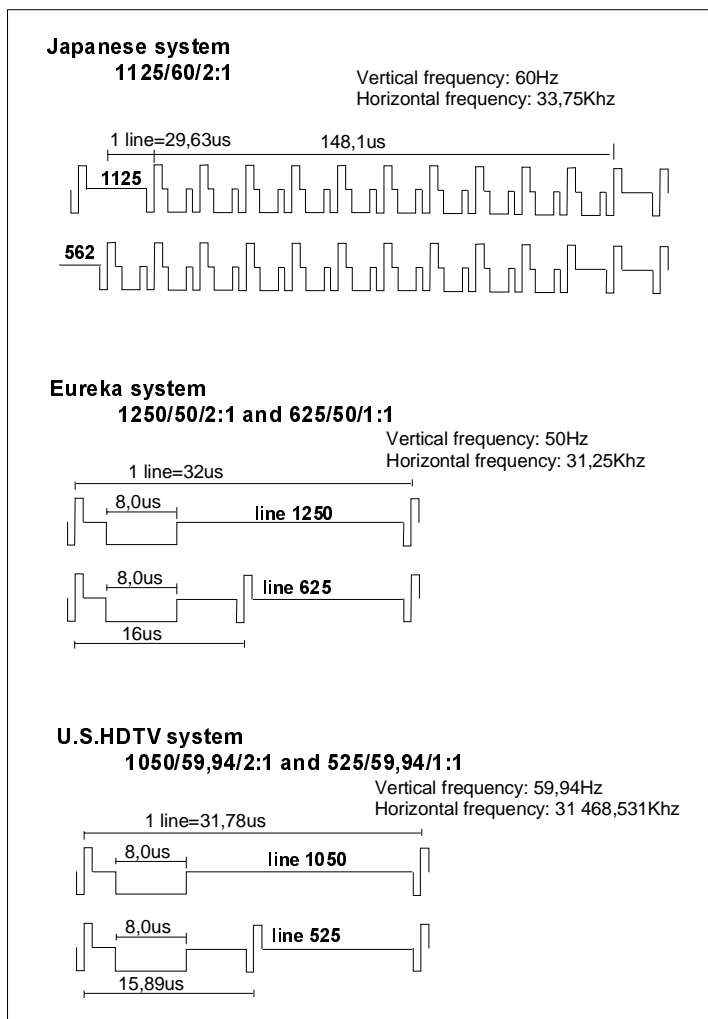 Japanese system
1125/60/2:1
Vertical frequency: 60Hz
Horizontal frequency: 33,75Khz
1 line=29,63us
148,1us
1125
562
Eureka system
1250/50/2:1 and 625/50/1:1
Vertical frequency: 50Hz
Horizontal frequency: 31,25Khz
1 line=32us
8,0us
line 1250
8,0us
line 625
16us
U.S.HDTV system
1050/59,94/2:1 and 525/59,94/1:1
Vertical frequency: 59,94Hz
Horizontal frequency: 31 468,531Khz
1 line=31,78us
8,0us
line 1050
8,0us
line 525
15,89us